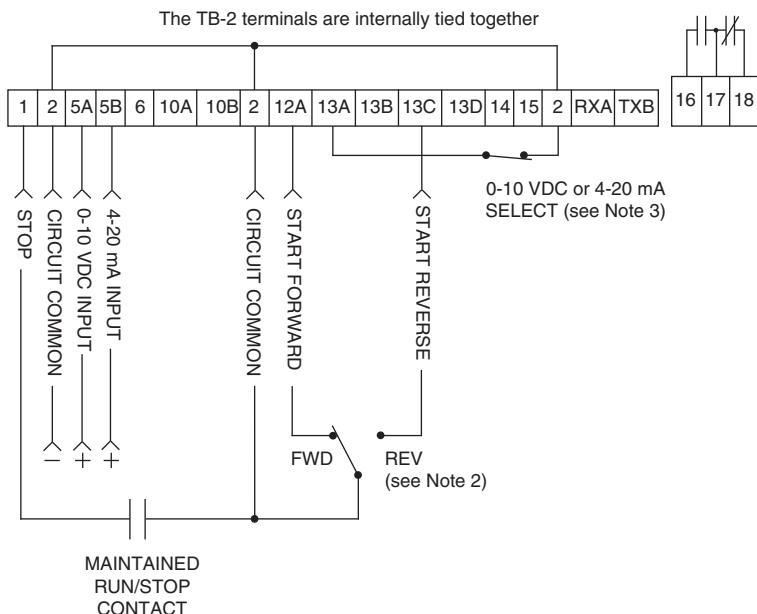 The TB-2 terminals are internally tied together
1 2 5A 5B 6 10A 10B 2 12A 13A 13B 13C 13D 14 15 2 RXA TXB
16 17 18
0-10 VDC or 4-20 mA
SELECT (see Note 3)
STOP
CIRCUIT COMMON
0-10 VDC INPUT
4-20 mA INPUT
CIRCUIT COMMON
START FORWARD
START REVERSE
− + +
FWD
REV
(see Note 2)
MAINTAINED
RUN/STOP
CONTACT